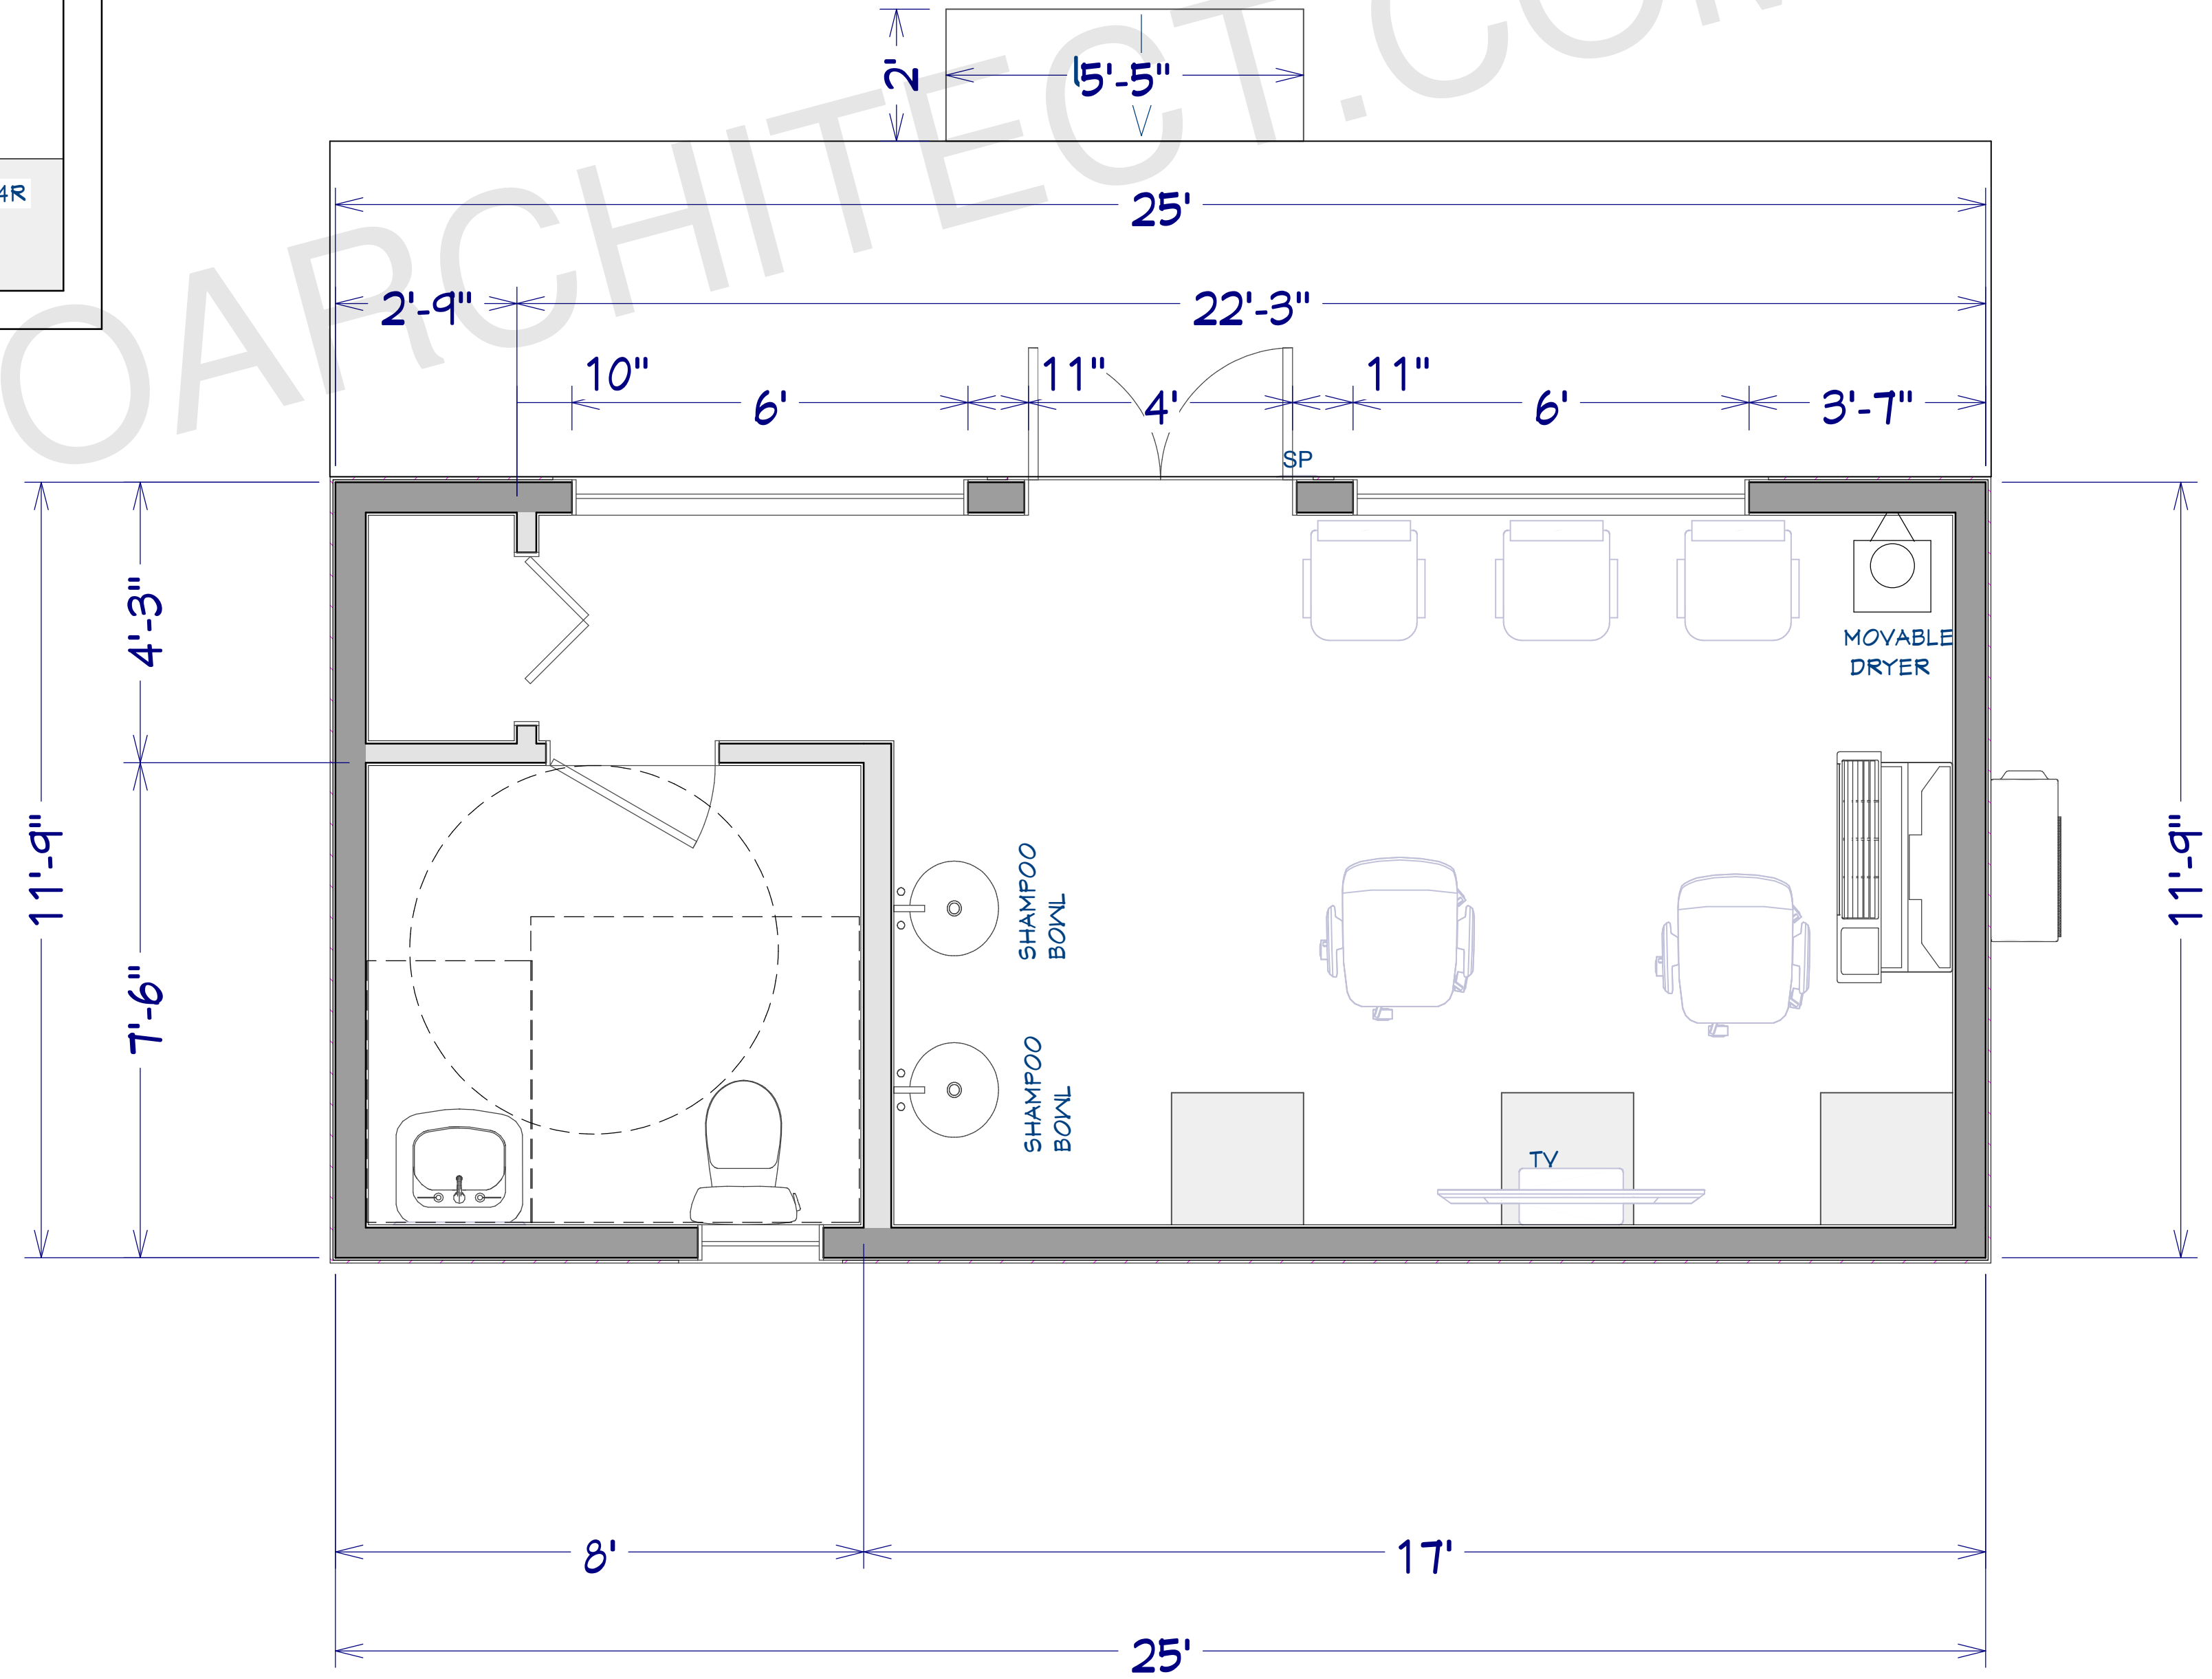 2'
5'-5"
OARCHITECT.CO
4R
25'
2'-9" 22'-3"
10" 11" 11"
6' 4' 6' 3'-7"
SP
4'-3"
MOVABLE
DRYER
11'-9"
7'-6"
SHAMPOO
BOWL
SHAMPOO
BOWL
TV
11'-9"
8' 17'
25'